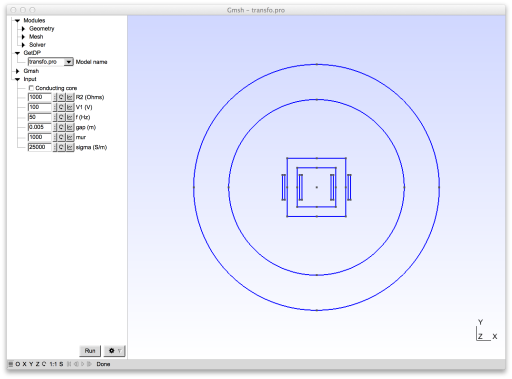 Gmsh – transfo.pro
Modules
Geometry
Mesh
Solver
GetDP
transfo.pro Model name
Gmsh
Input
Conducting core
1000 R2 (Ohms)
100 V1 (V)
50 f (Hz)
0.005 gap (m)
1000 mur
25000 sigma (S/m)
Y
Z X
Run
O X Y Z 1:1 S Done